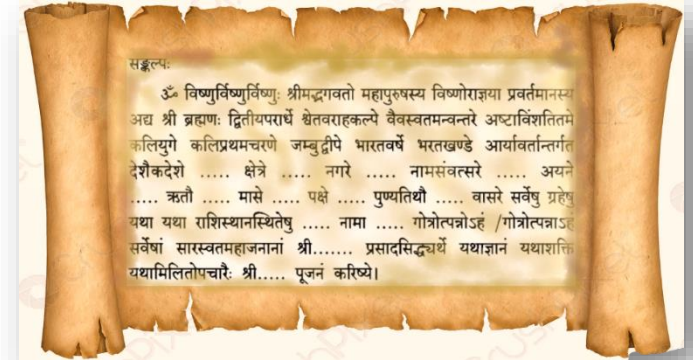 सङ्कल्पः
ॐ विष्णुर्विष्णुर्विष्णुः श्रीमद्भगवतो महापुरुषस्य विष्णोराज्ञया प्रवर्तमानस्य
अद्य श्री ब्रह्मणः द्वितीयपरार्धे श्वेतवराहकल्पे वैवस्वतमन्वन्तरे अष्टाविंशतितमे
कलियुगे कलिप्रथमचरणे जम्बुद्वीपे भारतवर्षे भरतखण्डे आर्यावर्तान्तर्गत
देशैकदेशे ..... क्षेत्रे ..... नगरे ..... नामसंवत्सरे ..... अयने
..... ऋतौ ..... मासे ..... पक्षे ..... पुण्यतिथौ ..... वासरे सर्वेषु ग्रहेषु
यथा यथा राशिस्थानस्थितेषु ..... नामा ..... गोत्रोत्पन्नोऽहं /गोत्रोत्पन्नाऽहं
सर्वेषां सारस्वतमहाजनानां श्री....... प्रसादसिद्ध्यर्थे यथाज्ञानं यथाशक्ति
यथामिलितोपचारैः श्री..... पूजनं करिष्ये।